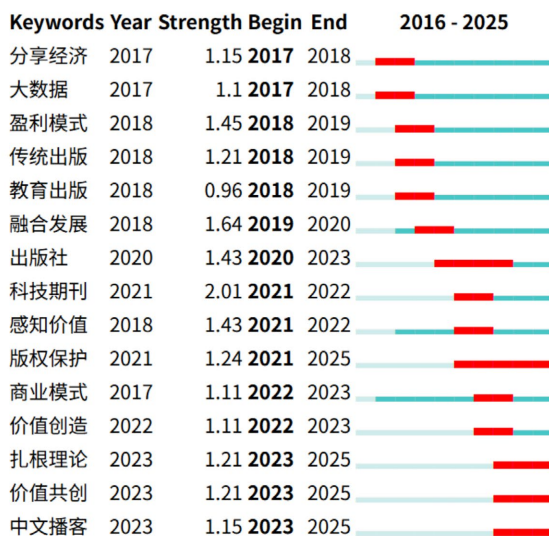 Keywords Year Strength Begin End 2016 - 2025
分享经济 2017 1.15 2017 2018
大数据 2017 1.1 2017 2018
盈利模式 2018 1.45 2018 2019
传统出版 2018 1.21 2018 2019
教育出版 2018 0.96 2018 2019
融合发展 2018 1.64 2019 2020
出版社 2020 1.43 2020 2023
科技期刊 2021 2.01 2021 2022
感知价值 2018 1.43 2021 2022
版权保护 2021 1.24 2021 2025
商业模式 2017 1.11 2022 2023
价值创造 2022 1.11 2022 2023
扎根理论 2023 1.21 2023 2025
价值共创 2023 1.21 2023 2025
中文播客 2023 1.15 2023 2025